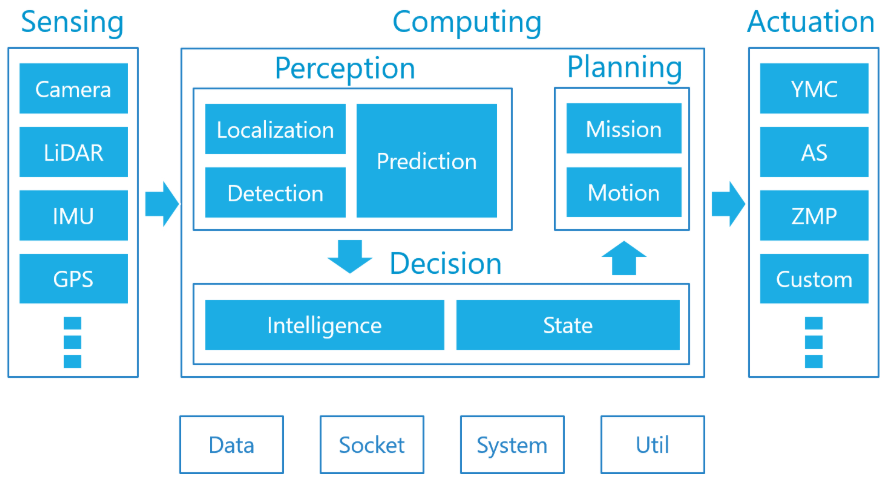 Sensing
Computing
Actuation
Camera
LiDAR
IMU
GPS
Perception
Localization
Detection
Prediction
Planning
Mission
Motion
Decision
Intelligence
State
YMC
AS
ZMP
Custom
Data
Socket
System
Util